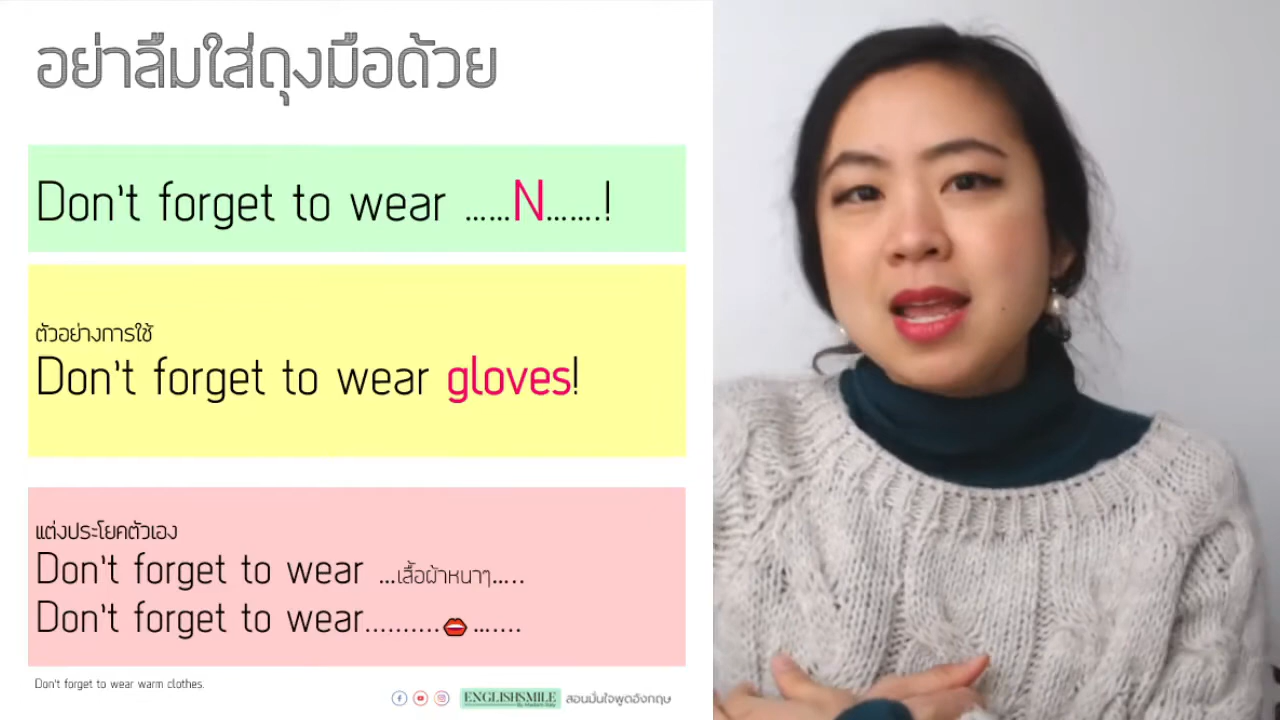 อย่าลืมใส่ถุงมือด้วย
Don't forget to wear ......N.......!
ตัวอย่างการใช้
Don't forget to wear gloves!
แต่งประโยคตัวเอง
Don't forget to wear ...เสื้อผ้าหนาๆ.....
Don't forget to wear.................
Don't forget to wear warm clothes.
ENGLISHSMILE สอนมั่นใจพูดอังกฤษ